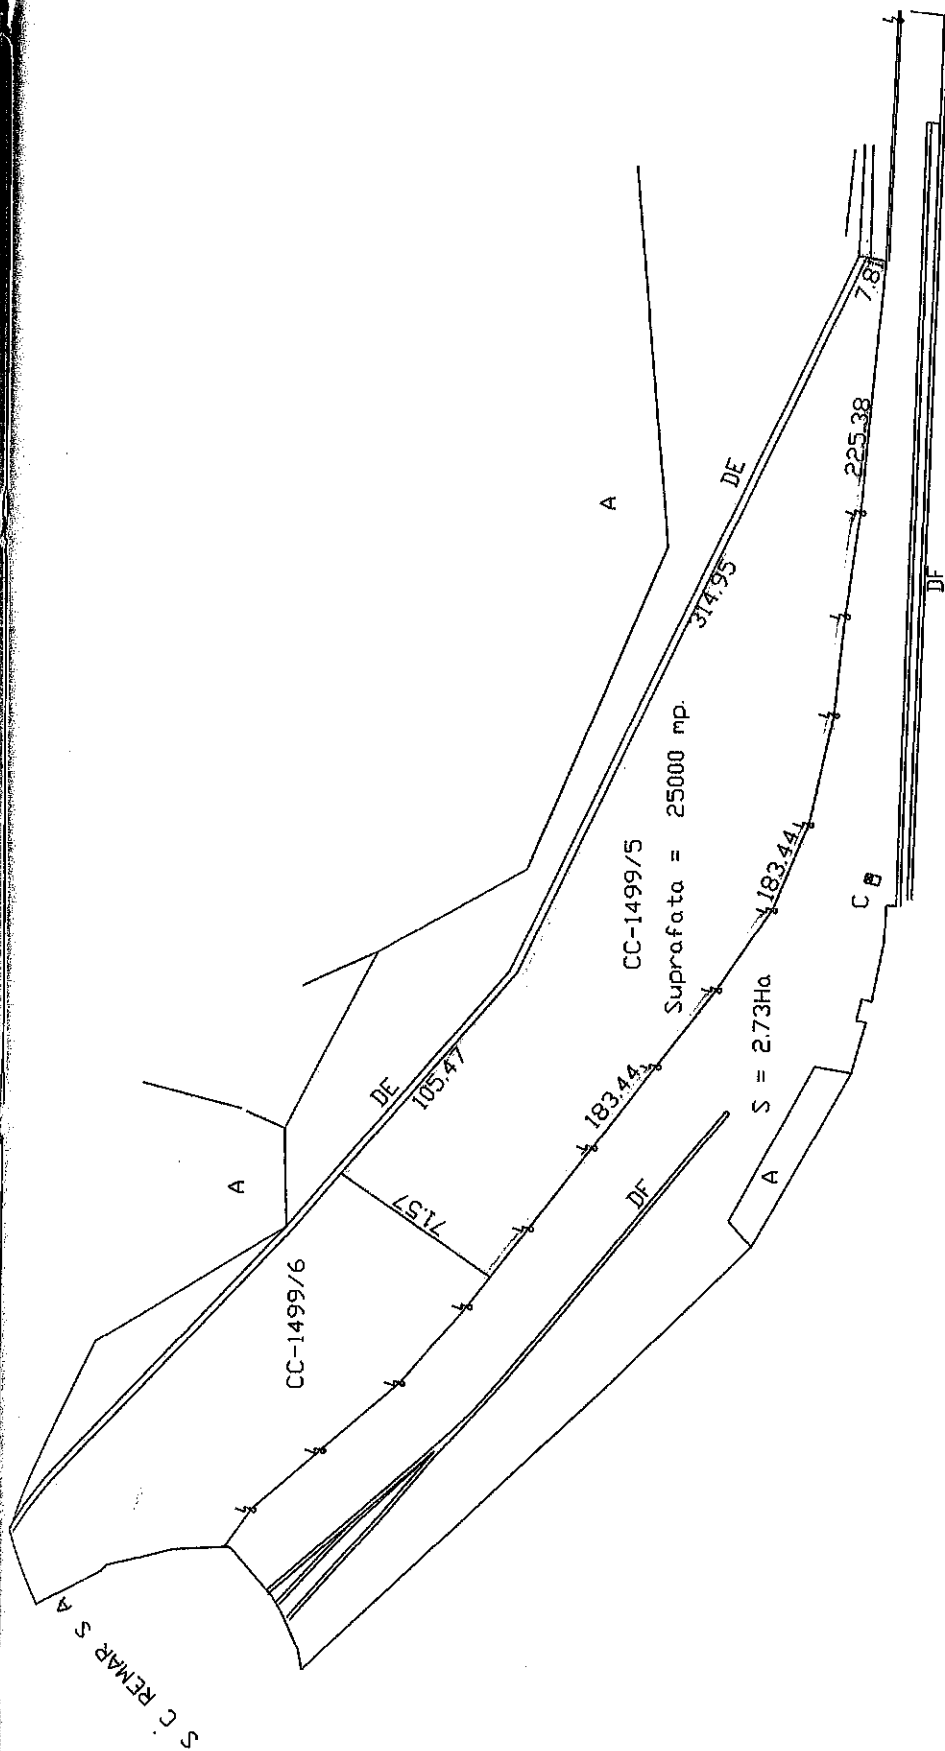 S C REMAR S A
CC-1499/6
A
71.57
DE
105.47
CC-1499/5
Suprafata = 25000 mp.
314.95
DE
A
183.44
183.44
225.38
7.81
DF
S = 2.73Ha
A
C
DF